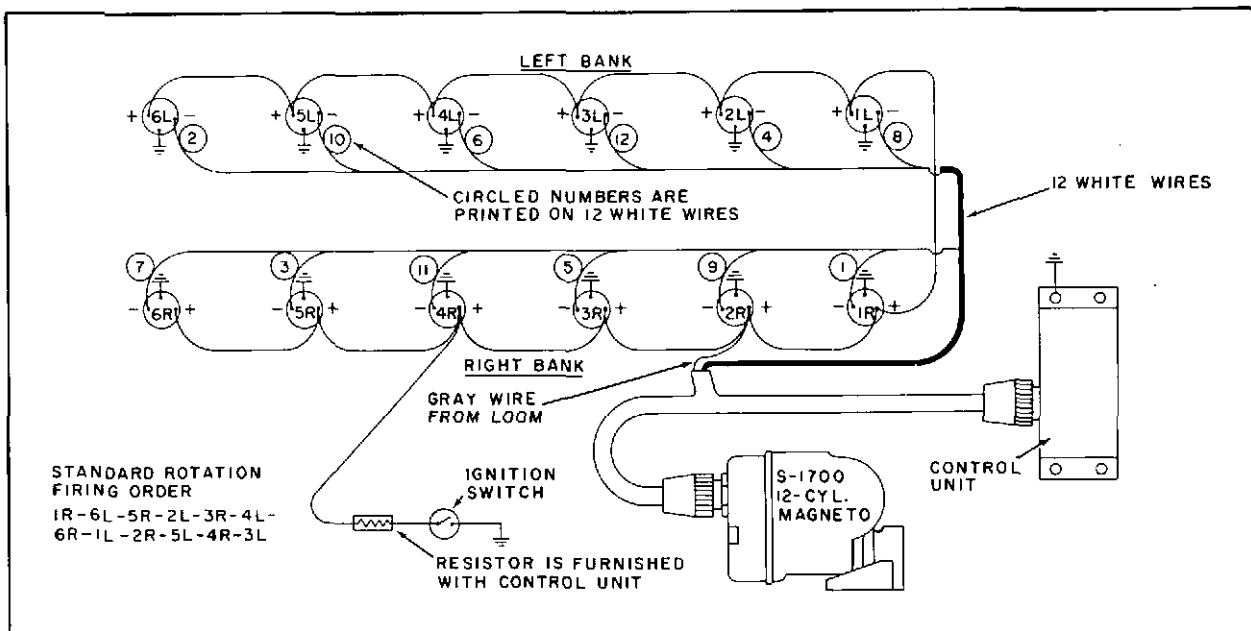 LEFT BANK
+ 6L - + 5L - + 4L - + 3L - + 2L - + 1L -
2 10 6 12 4 8
CIRCLED NUMBERS ARE
PRINTED ON 12 WHITE WIRES
12 WHITE WIRES
7 3 11 5 9 1
- 6R + - 5R + - 4R + - 3R + - 2R + - 1R +
RIGHT BANK
GRAY WIRE
FROM LOOM
CONTROL
UNIT
STANDARD ROTATION
FIRING ORDER
1R-6L-5R-2L-3R-4L-
6R-1L-2R-5L-4R-3L
IGNITION
SWITCH
S-1700
12-CYL.
MAGNETO
RESISTOR IS FURNISHED
WITH CONTROL UNIT